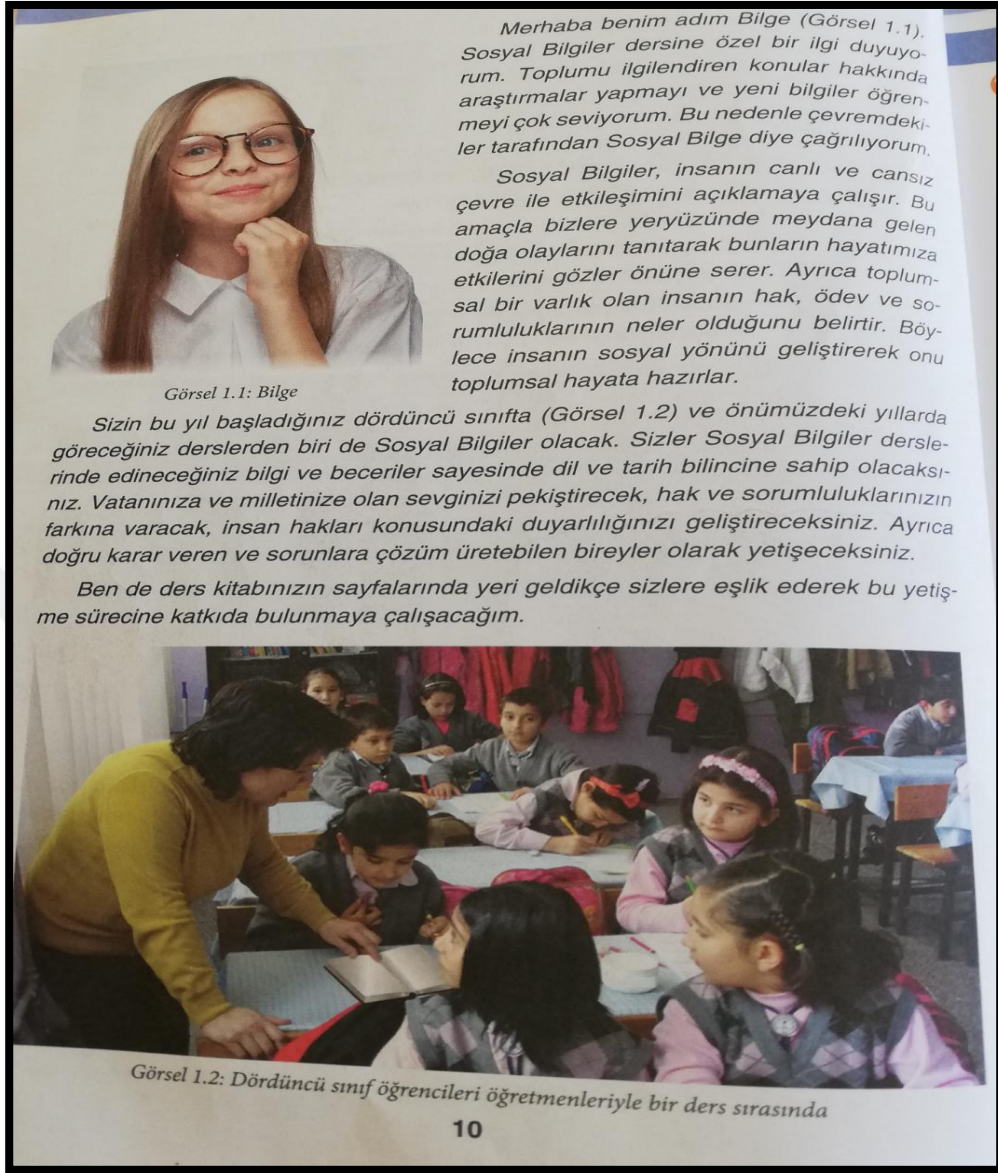 Merhaba benim adım Bilge (Görsel 1.1).
Sosyal Bilgiler dersine özel bir ilgi duyuyo-
rum. Toplumu ilgilendiren konular hakkında
araştırmalar yapmayı ve yeni bilgiler öğren-
meyi çok seviyorum. Bu nedenle çevremdeki-
ler tarafından Sosyal Bilge diye çağrılıyorum.
Sosyal Bilgiler, insanın canlı ve cansız
çevre ile etkileşimini açıklamaya çalışır. Bu
amaçla bizlere yeryüzünde meydana gelen
doğa olaylarını tanıtarak bunların hayatımıza
etkilerini gözler önüne serer. Ayrıca toplum-
sal bir varlık olan insanın hak, ödev ve so-
rumluluklarının neler olduğunu belirtir. Böy-
lece insanın sosyal yönünü geliştirerek onu
toplumsal hayata hazırlar.
Görsel 1.1: Bilge
Sizin bu yıl başladığınız dördüncü sınıfta (Görsel 1.2) ve önümüzdeki yıllarda
göreceğiniz derslerden biri de Sosyal Bilgiler olacak. Sizler Sosyal Bilgiler dersle-
rinde edineceğiniz bilgi ve beceriler sayesinde dil ve tarih bilincine sahip olacaksı-
nız. Vatanınıza ve milletinize olan sevginizi pekiştirecek, hak ve sorumluluklarınızın
farkına varacak, insan hakları konusundaki duyarlılığınızı geliştireceksiniz. Ayrıca
doğru karar veren ve sorunlara çözüm üretebilen bireyler olarak yetişeceksiniz.
Ben de ders kitabınızın sayfalarında yeri geldikçe sizlere eşlik ederek bu yetiş-
me sürecine katkıda bulunmaya çalışacağım.
Görsel 1.2: Dördüncü sınıf öğrencileri öğretmenleriyle bir ders sırasında
10